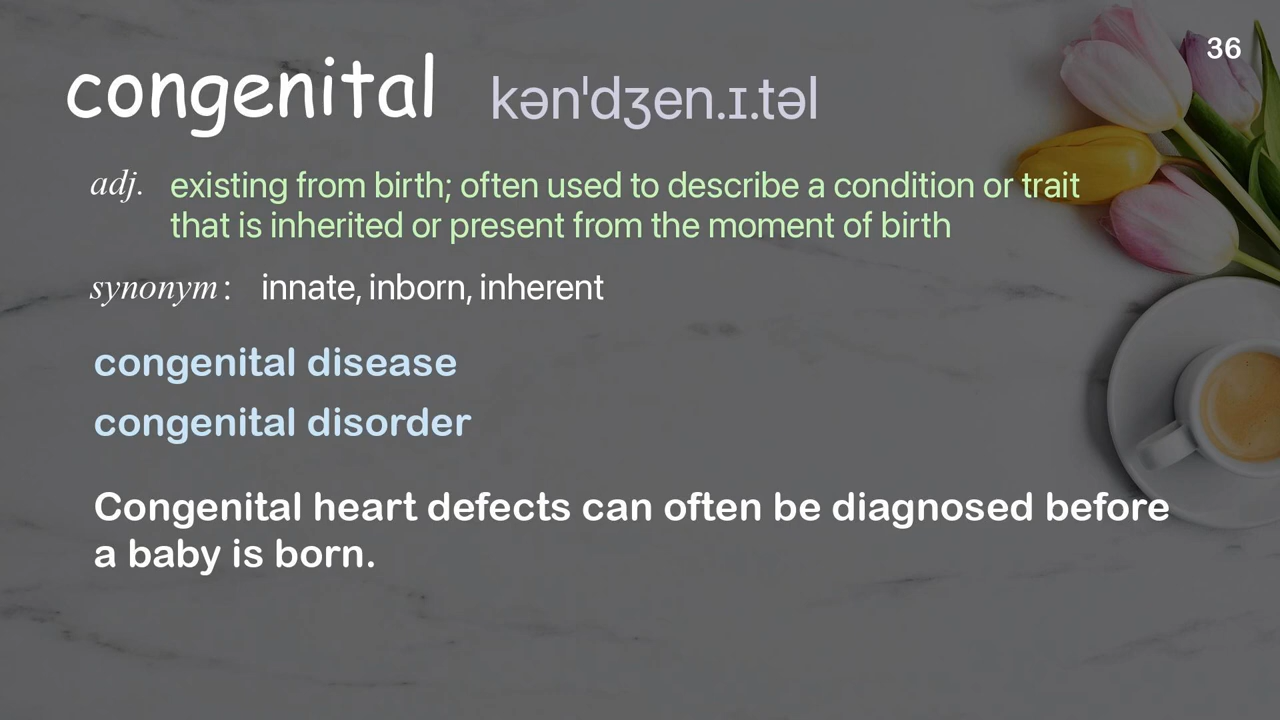 36
congenital kən'dʒen.ɪ.təl
adj. existing from birth; often used to describe a condition or trait
that is inherited or present from the moment of birth
synonym: innate, inborn, inherent
congenital disease
congenital disorder
Congenital heart defects can often be diagnosed before
a baby is born.